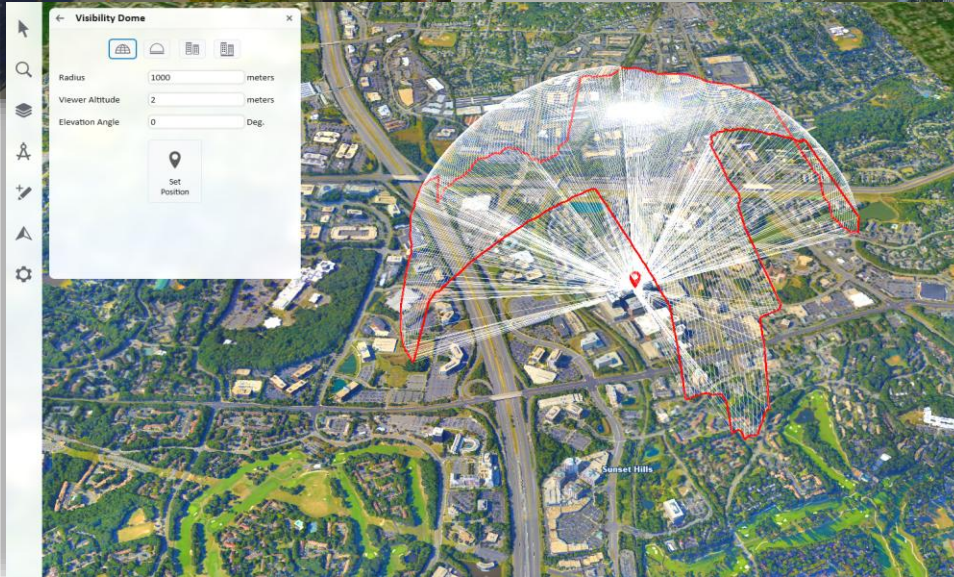 Visibility Dome
Radius 1000 meters
Viewer Altitude 2 meters
Elevation Angle 0 Deg.
Set
Position
Sunset Hills